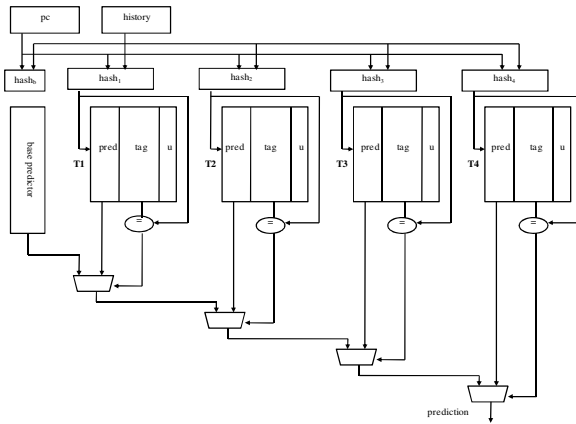 pc
history
hashb
hash1
hash2
hash3
hash4
base predictor
pred tag u
T1
pred tag u
T2
pred tag u
T3
pred tag u
T4
=
=
=
=
prediction